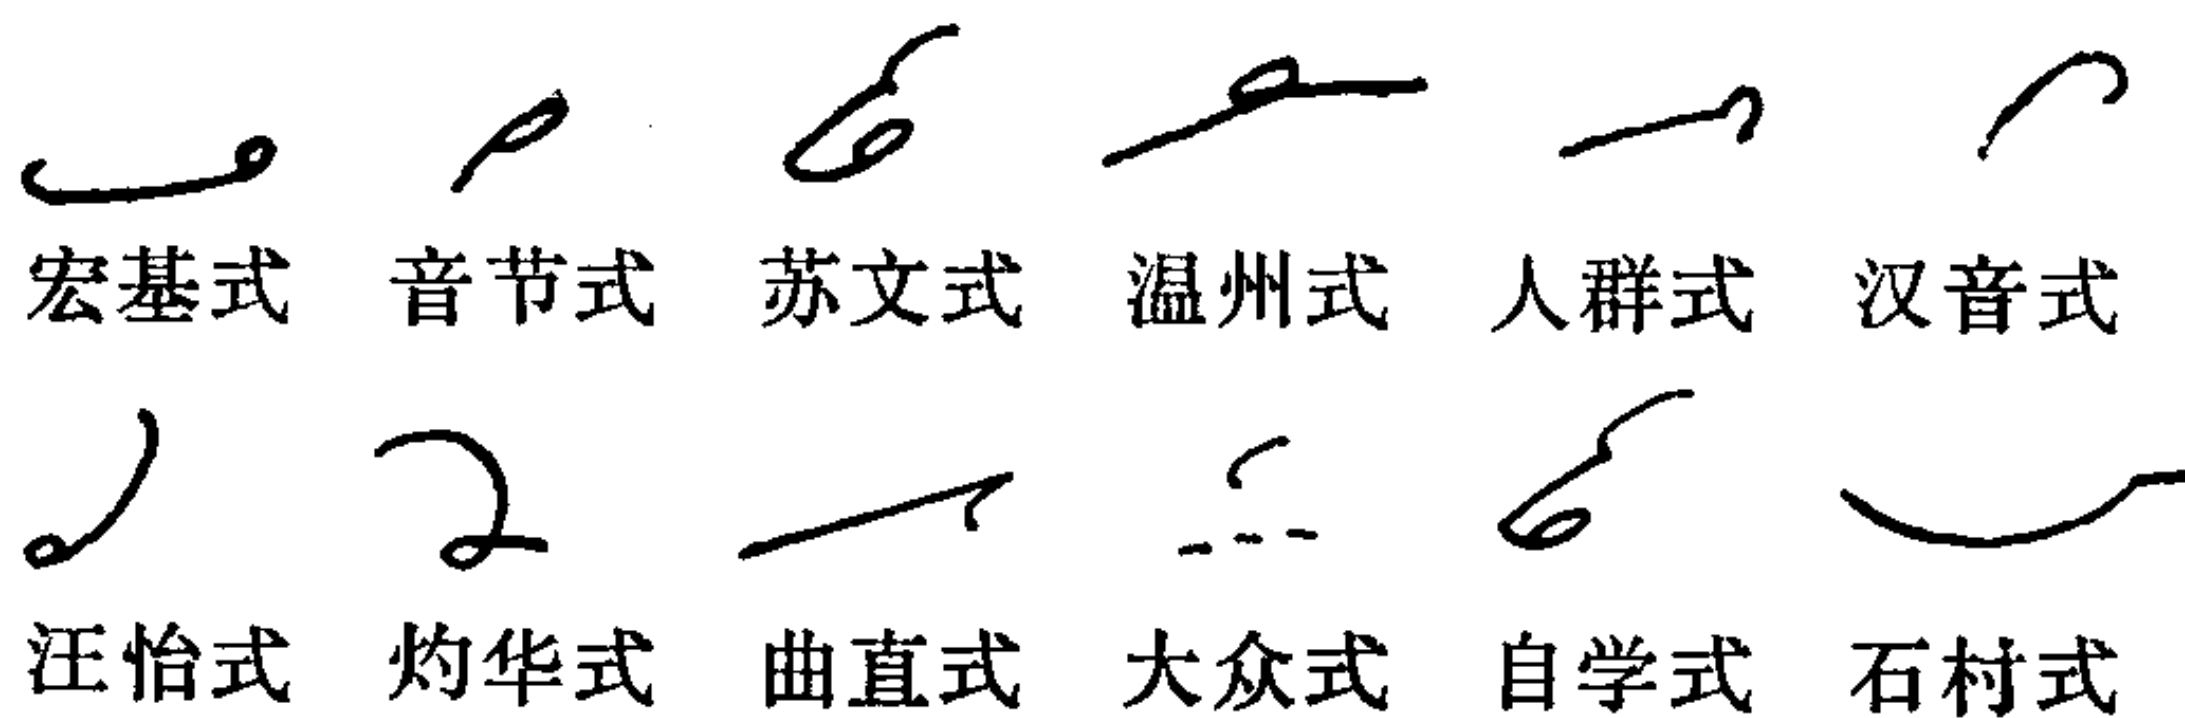 宏基式 音节式 苏文式 温州式 人群式 汉音式
汪怡式 灼华式 曲直式 大众式 自学式 石村式